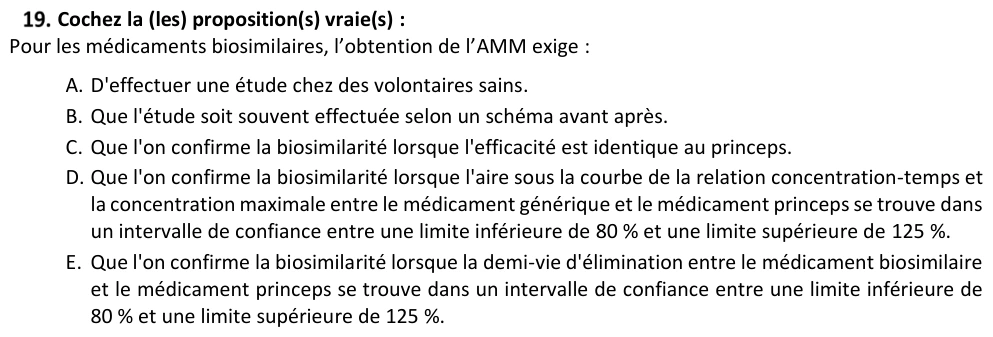 19. Cochez la (les) proposition(s) vraie(s) :
Pour les médicaments biosimilaires, l'obtention de l'AMM exige :
A. D'effectuer une étude chez des volontaires sains.
B. Que l'étude soit souvent effectuée selon un schéma avant après.
C. Que l'on confirme la biosimilarité lorsque l'efficacité est identique au princeps.
D. Que l'on confirme la biosimilarité lorsque l'aire sous la courbe de la relation concentration-temps et
la concentration maximale entre le médicament générique et le médicament princeps se trouve dans
un intervalle de confiance entre une limite inférieure de 80 % et une limite supérieure de 125 %.
E. Que l'on confirme la biosimilarité lorsque la demi-vie d'élimination entre le médicament biosimilaire
et le médicament princeps se trouve dans un intervalle de confiance entre une limite inférieure de
80 % et une limite supérieure de 125 %.